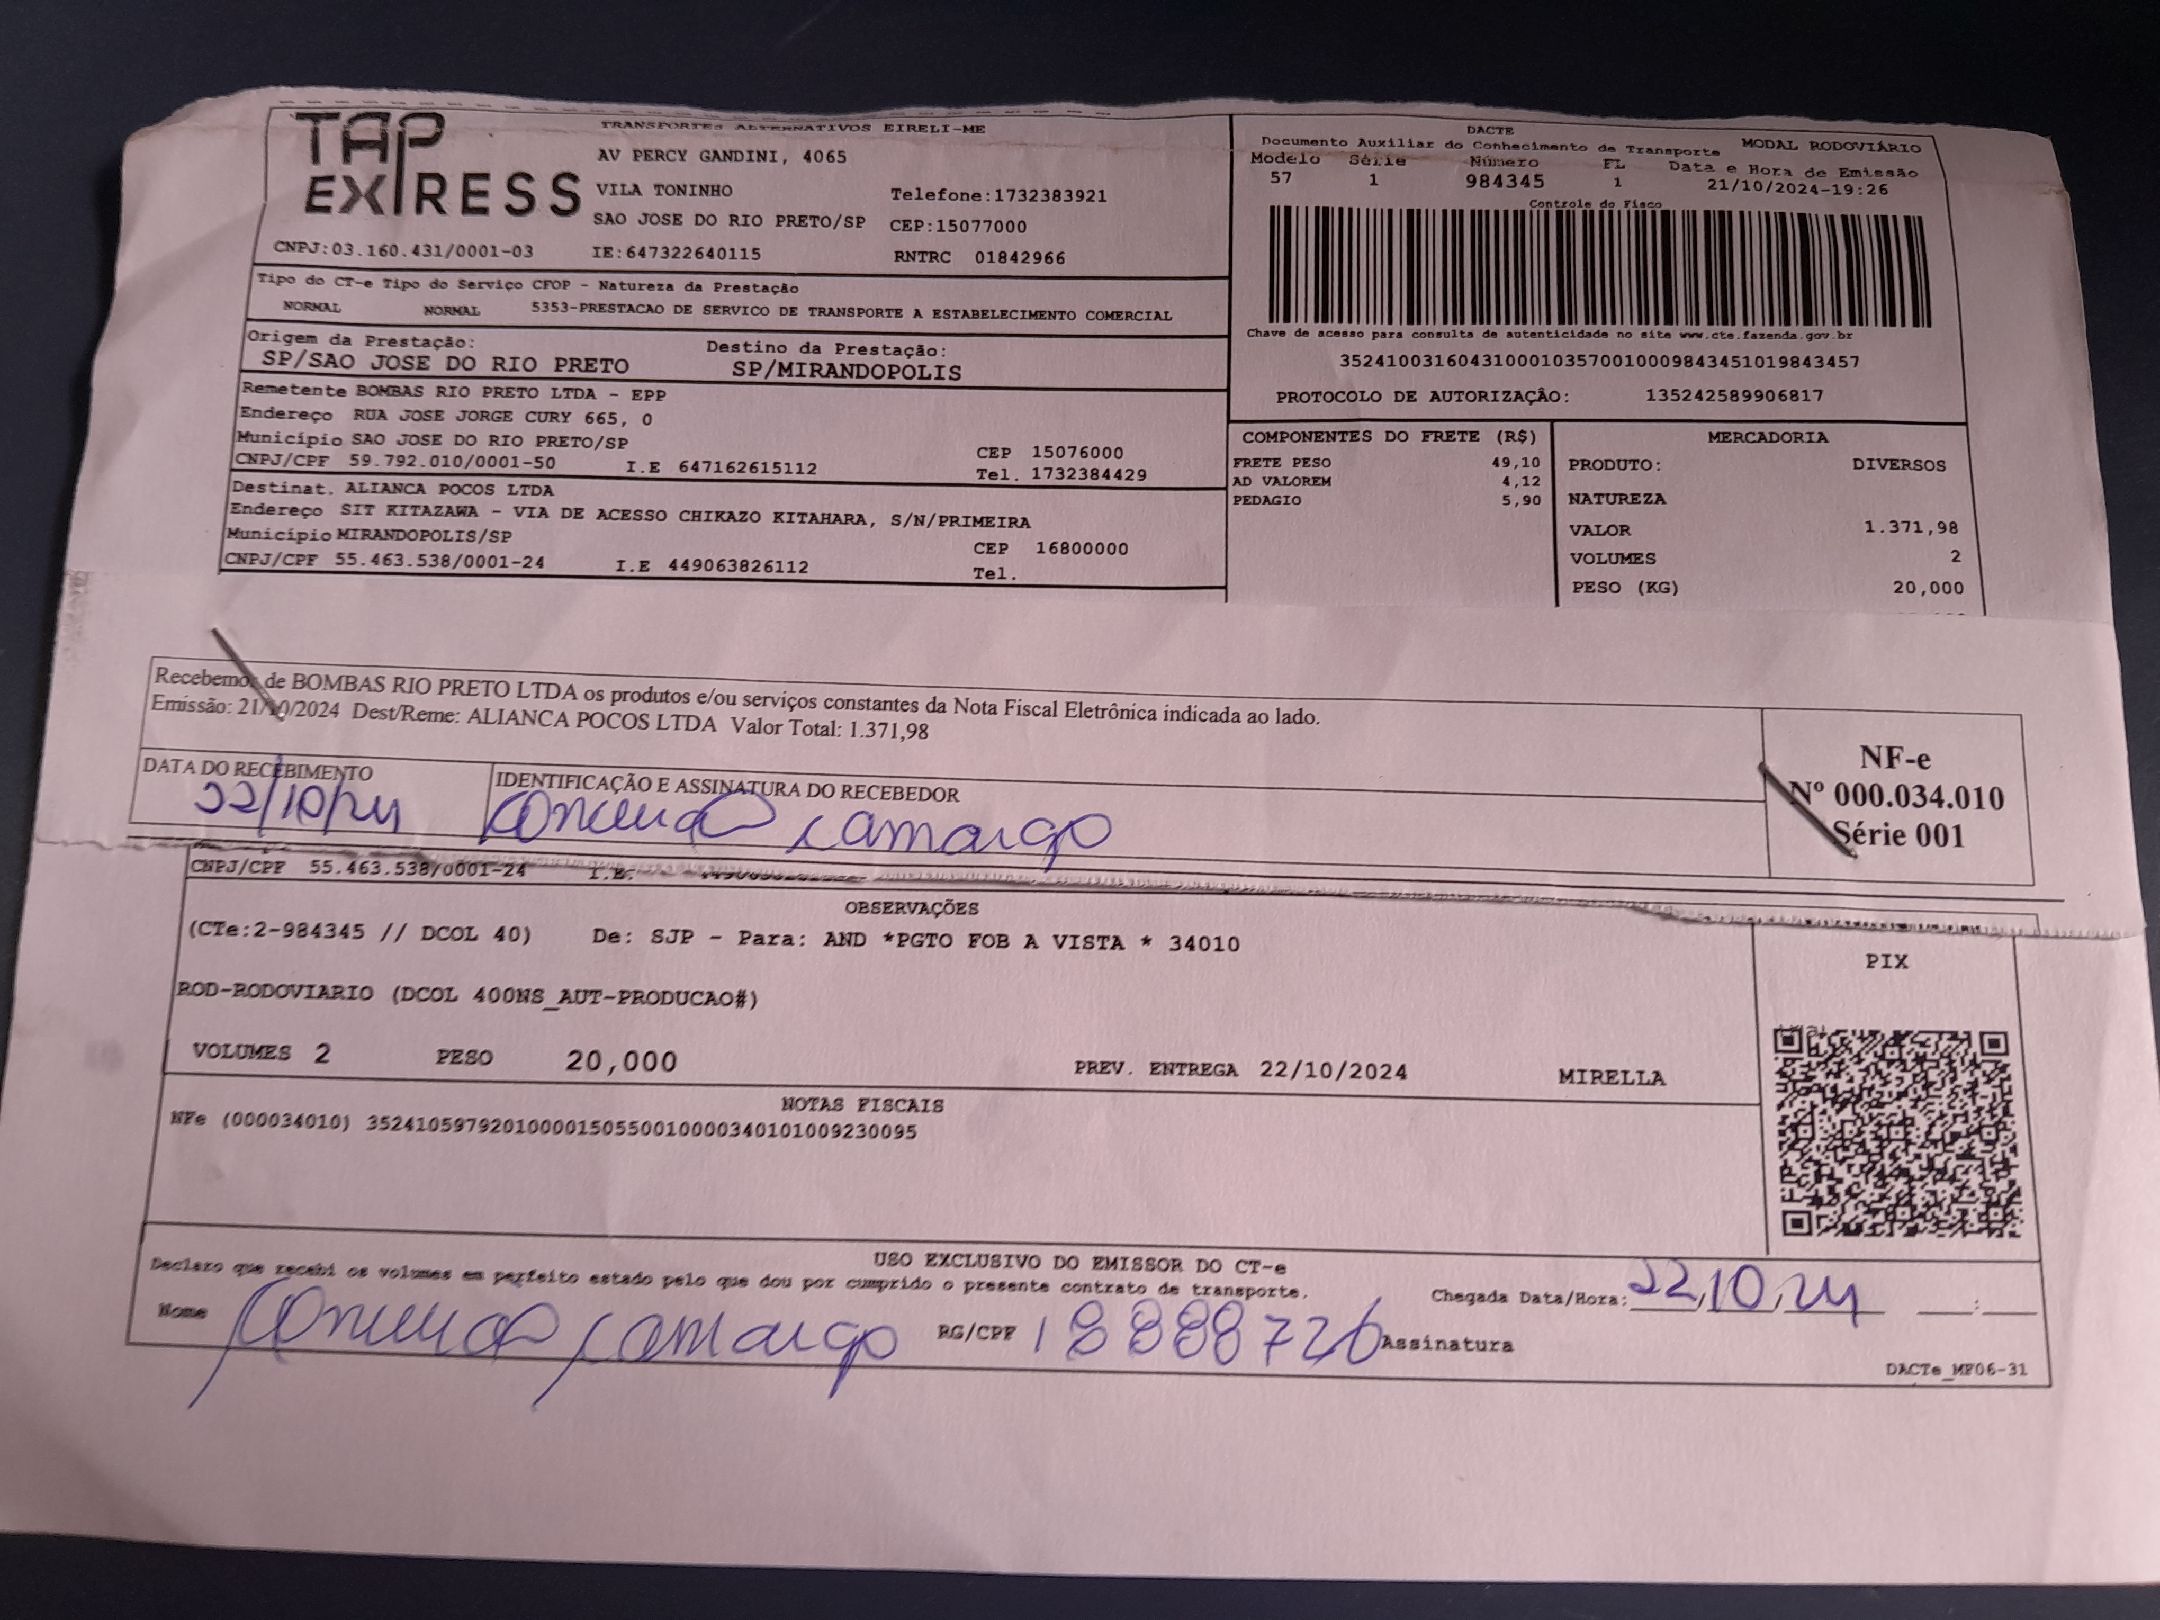 TAP EXPRESS
TRANSPORTES ALTERNATIVOS EIRELI-ME
AV PERCY GANDINI, 4065
VILA TONINHO Telefone:1732383921
SAO JOSE DO RIO PRETO/SP CEP:15077000
CNPJ:03.160.431/0001-03 IE:647322640115 RNTRC 01842966
DACTE
Documento Auxiliar do Conhecimento de Transporte MODAL RODOVIÁRIO
Modelo Série Número FL Data e Hora de Emissão
57 1 984345 1 21/10/2024-19:26
Controle do Fisco
Chave de acesso para consulta de autenticidade no site www.cte.fazenda.gov.br
35241003160431000103570010009843451019843457
PROTOCOLO DE AUTORIZAÇÃO: 135242589906817
Tipo do CT-e Tipo do Serviço CFOP - Natureza da Prestação
NORMAL NORMAL 5353-PRESTACAO DE SERVICO DE TRANSPORTE A ESTABELECIMENTO COMERCIAL
Origem da Prestação: Destino da Prestação:
SP/SAO JOSE DO RIO PRETO SP/MIRANDOPOLIS
Remetente BOMBAS RIO PRETO LTDA - EPP
Endereço RUA JOSE JORGE CURY 665, 0
Município SAO JOSE DO RIO PRETO/SP CEP 15076000
CNPJ/CPF 59.792.010/0001-50 I.E 647162615112 Tel. 1732384429
Destinat. ALIANCA POCOS LTDA
Endereço SIT KITAZAWA - VIA DE ACESSO CHIKAZO KITAHARA, S/N/PRIMEIRA
Município MIRANDOPOLIS/SP CEP 16800000
CNPJ/CPF 55.463.538/0001-24 I.E 449063826112 Tel.
COMPONENTES DO FRETE (R$)
FRETE PESO 49,10
AD VALOREM 4,12
PEDAGIO 5,90
MERCADORIA
PRODUTO: DIVERSOS
NATUREZA
VALOR 1.371,98
VOLUMES 2
PESO (KG) 20,000
Recebemos de BOMBAS RIO PRETO LTDA os produtos e/ou serviços constantes da Nota Fiscal Eletrônica indicada ao lado.
Emissão: 21/10/2024 Dest/Reme: ALIANCA POCOS LTDA Valor Total: 1.371,98
NF-e
Nº 000.034.010
Série 001
DATA DO RECEBIMENTO IDENTIFICAÇÃO E ASSINATURA DO RECEBEDOR
22/10/24 camargo
CNPJ/CPF 55.463.538/0001-24 I.E.
OBSERVAÇÕES
(CTe:2-984345 // DCOL 40) De: SJP - Para: AND *PGTO FOB A VISTA * 34010
ROD-RODOVIARIO (DCOL 400NS_AUT-PRODUCAO#)
VOLUMES 2 PESO 20,000 PREV. ENTREGA 22/10/2024 MIRELLA
PIX
NOTAS FISCAIS
NFe (000034010) 35241059792010000150550010000340101009230095
USO EXCLUSIVO DO EMISSOR DO CT-e
Declaro que recebi os volumes em perfeito estado pelo que dou por cumprido o presente contrato de transporte.
Chegada Data/Hora: 22/10/24 :
Nome camargo RG/CPF 18888726 Assinatura
DACTe_MF06-31